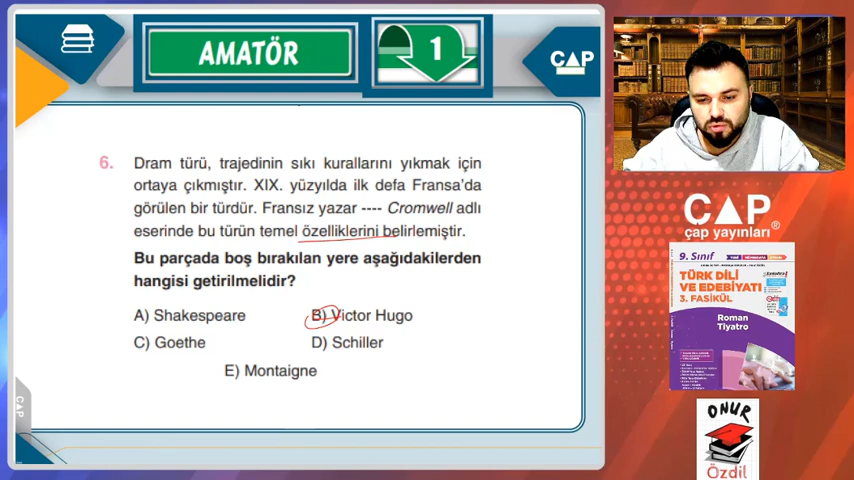 AMATÖR
1
CAP
6. Dram türü, trajedinin sıkı kurallarını yıkmak için
ortaya çıkmıştır. XIX. yüzyılda ilk defa Fransa'da
görülen bir türdür. Fransız yazar ---- Cromwell adlı
eserinde bu türün temel özelliklerini belirlemiştir.
Bu parçada boş bırakılan yere aşağıdakilerden
hangisi getirilmelidir?
A) Shakespeare
B) Victor Hugo
C) Goethe
D) Schiller
E) Montaigne
CAP
CAP
çap yayınları®
9. Sınıf
TÜRK DİLİ
VE EDEBİYATI
3. FASİKÜL
Roman
Tiyatro
ONUR
Özdil